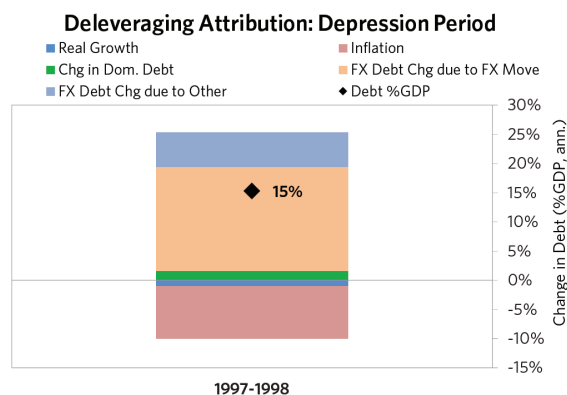 Deleveraging Attribution: Depression Period
Real Growth
Inflation
Chg in Dom. Debt
FX Debt Chg due to FX Move
FX Debt Chg due to Other
Debt %GDP
30%
25%
20%
15%
10%
5%
0%
-5%
-10%
-15%
Change in Debt (%GDP, ann.)
15%
1997-1998